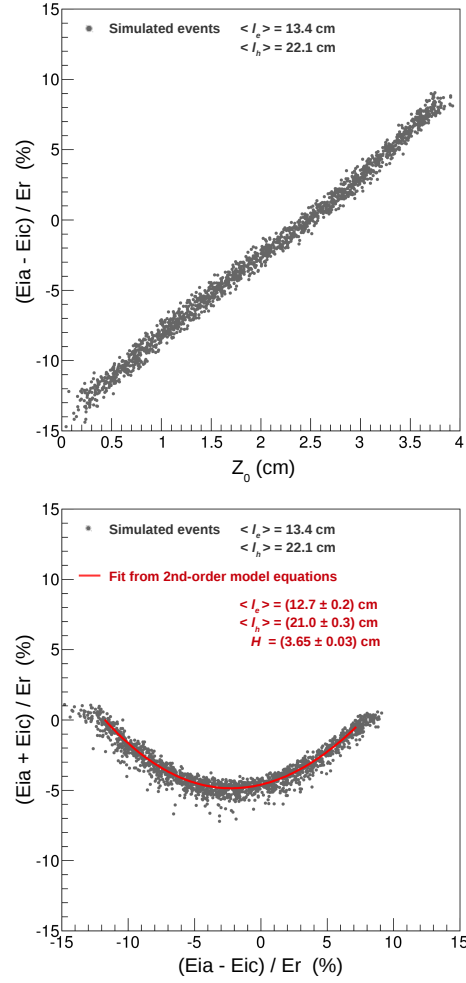 15
Simulated events < l_e > = 13.4 cm
< l_h > = 22.1 cm
10
5
0
-5
-10
-15
(Eia - Eic) / Er (%)
0 0.5 1 1.5 2 2.5 3 3.5 4
Z_0 (cm)
15
Simulated events < l_e > = 13.4 cm
< l_h > = 22.1 cm
10
Fit from 2nd-order model equations
< l_e > = (12.7 ± 0.2) cm
< l_h > = (21.0 ± 0.3) cm
H = (3.65 ± 0.03) cm
5
0
-5
-10
-15
(Eia + Eic) / Er (%)
-15 -10 -5 0 5 10 15
(Eia - Eic) / Er (%)